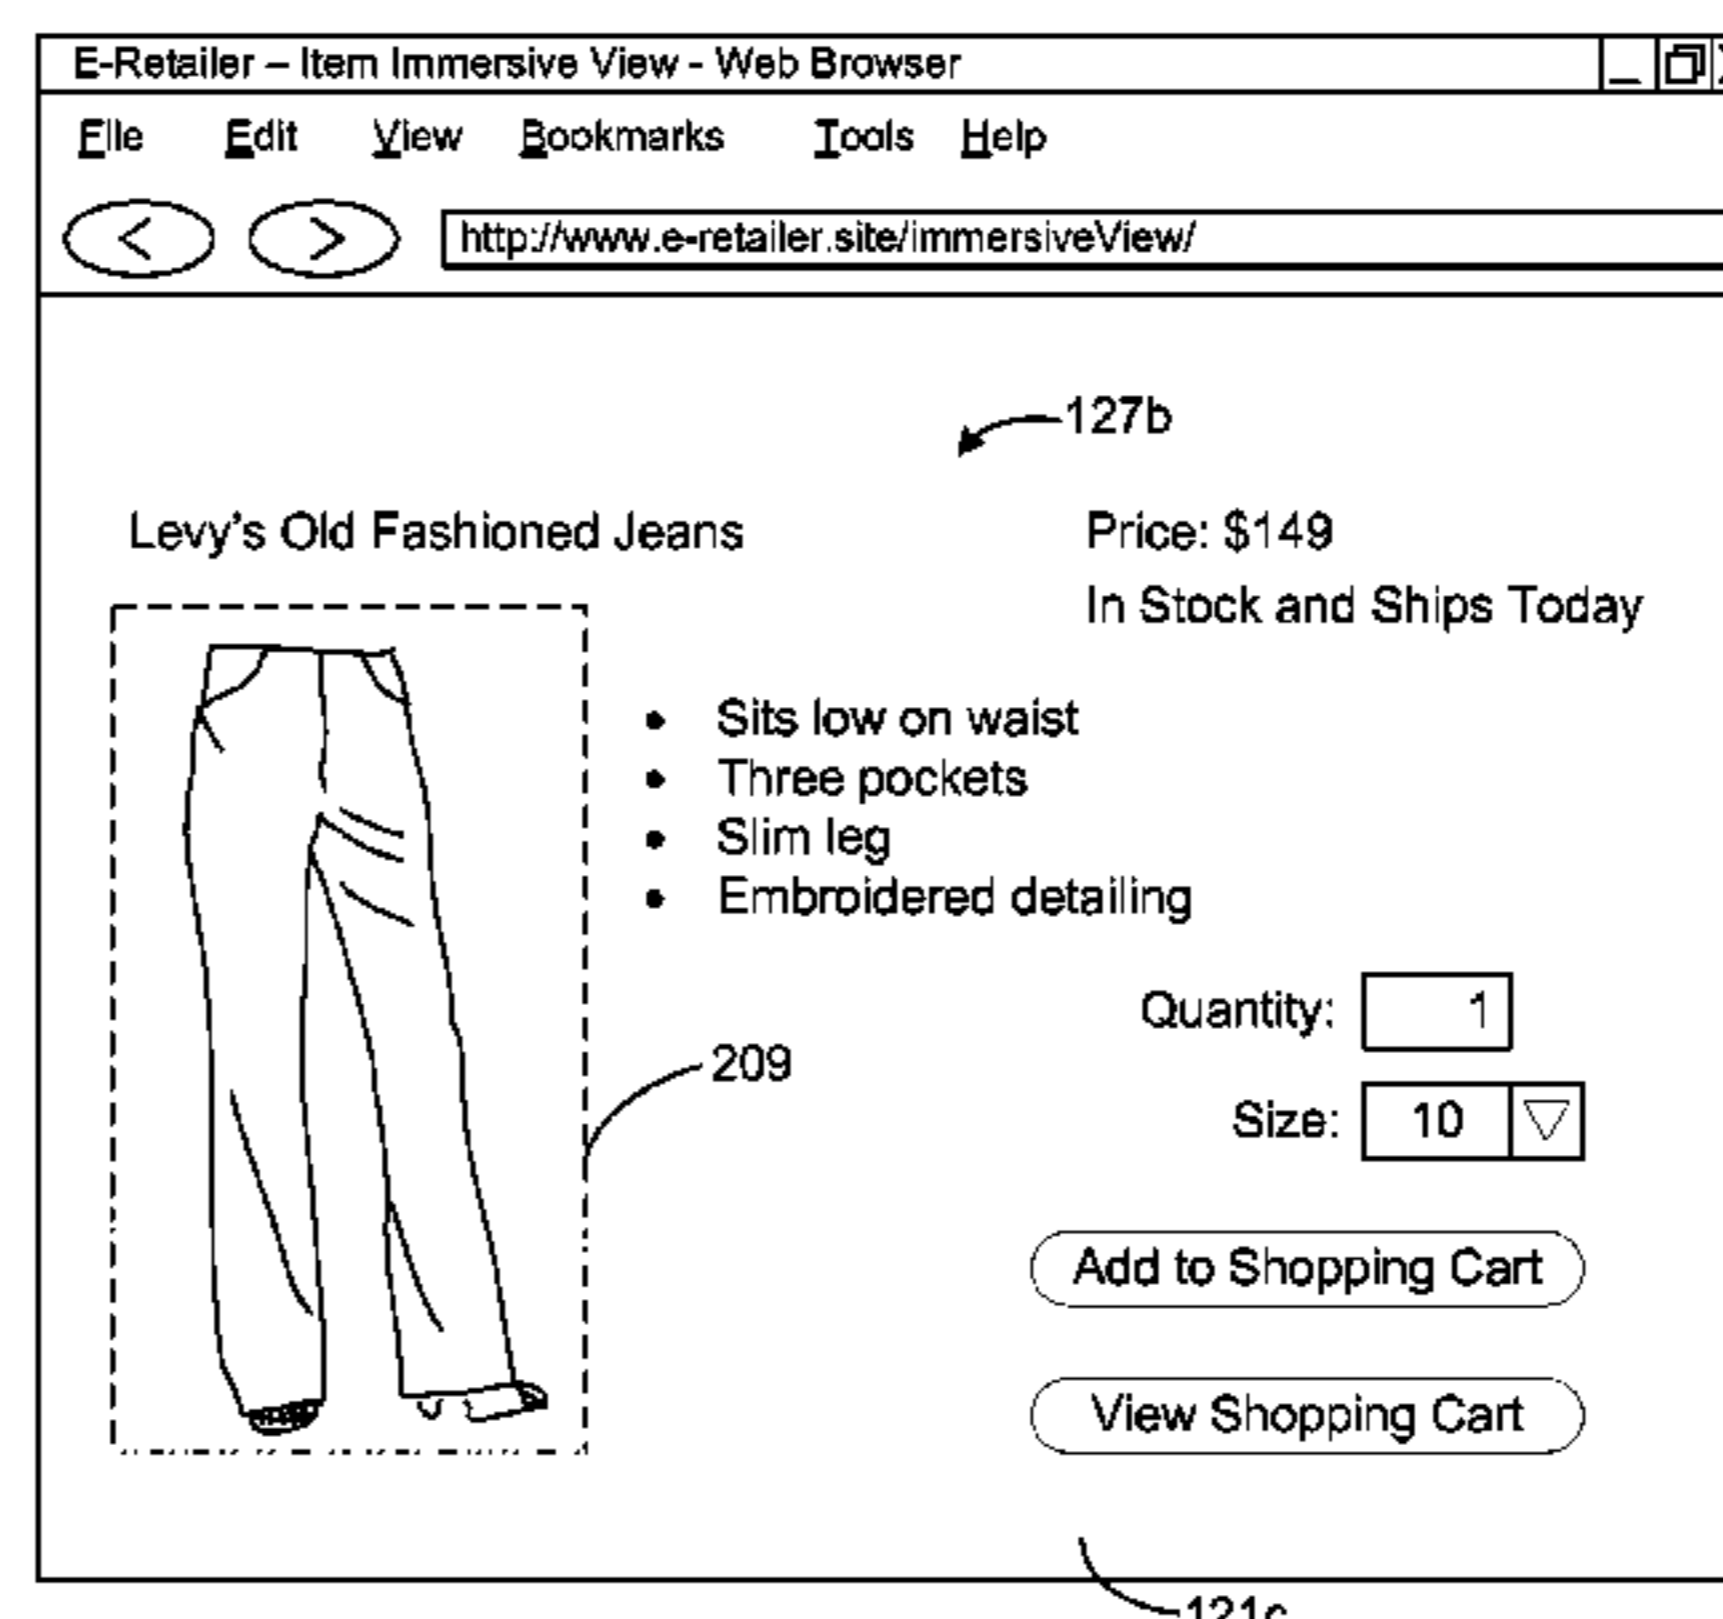 E-Retailer – Item Immersive View - Web Browser
File Edit View Bookmarks Tools Help
< > http://www.e-retailer.site/immersiveView/
127b
Levy's Old Fashioned Jeans Price: $149
In Stock and Ships Today
• Sits low on waist
• Three pockets
• Slim leg
• Embroidered detailing
Quantity: 1
209
Size: 10
Add to Shopping Cart
View Shopping Cart
121c